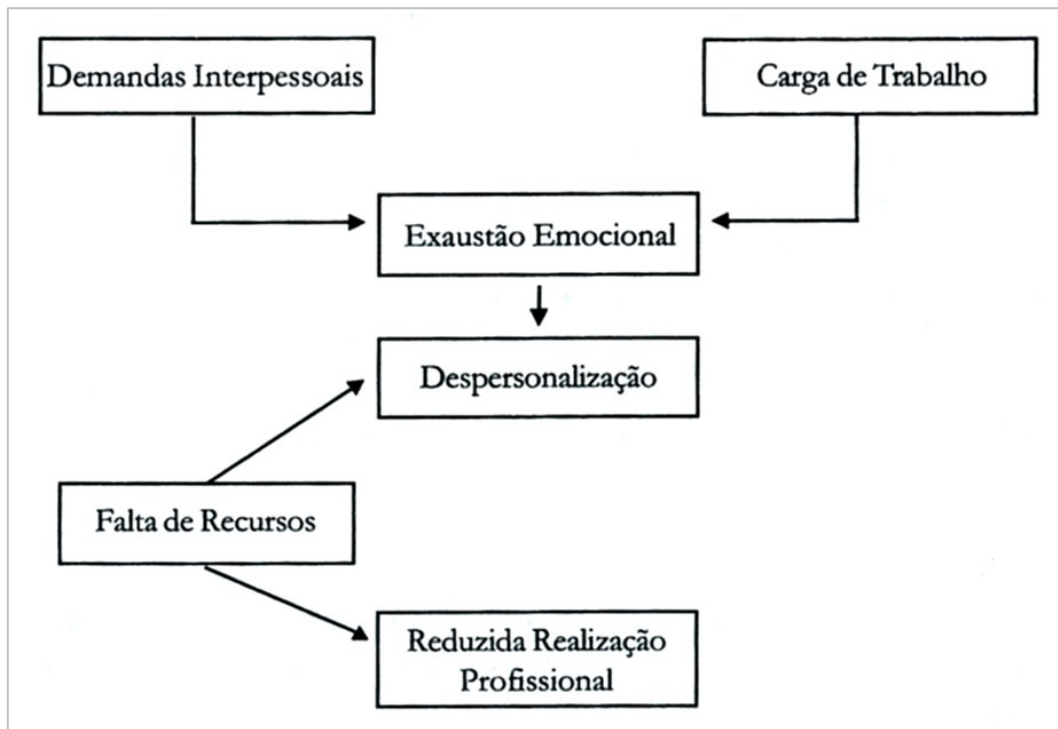 Demandas Interpessoais
Carga de Trabalho
Exaustão Emocional
Despersonalização
Falta de Recursos
Reduzida Realização
Profissional